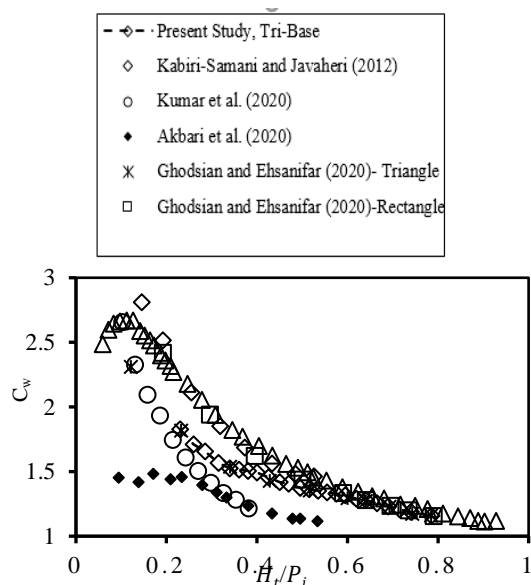 Present Study, Tri-Base
Kabiri-Samani and Javaheri (2012)
Kumar et al. (2020)
Akbari et al. (2020)
Ghodsian and Ehsanifar (2020)- Triangle
Ghodsian and Ehsanifar (2020)-Rectangle
3
2.5
2
1.5
1
C_w
0
0.2
0.4
0.6
0.8
1
H_t/P_i